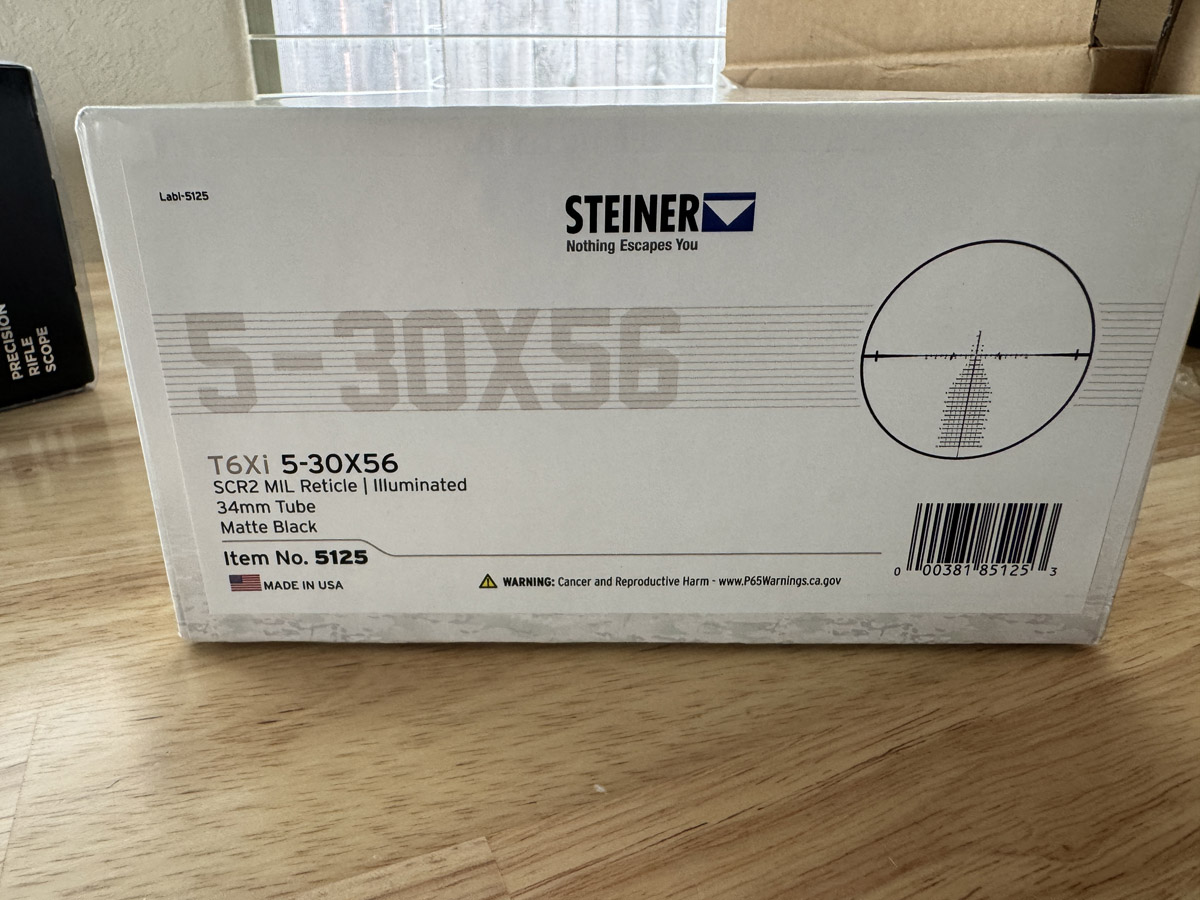 Labl-5125
STEINER
Nothing Escapes You
5-30X56
T6Xi 5-30X56
SCR2 MIL Reticle | Illuminated
34mm Tube
Matte Black
Item No. 5125
MADE IN USA
WARNING: Cancer and Reproductive Harm - www.P65Warnings.ca.gov
0 00381 85125 3
PRECISION
RIFLE
SCOPE